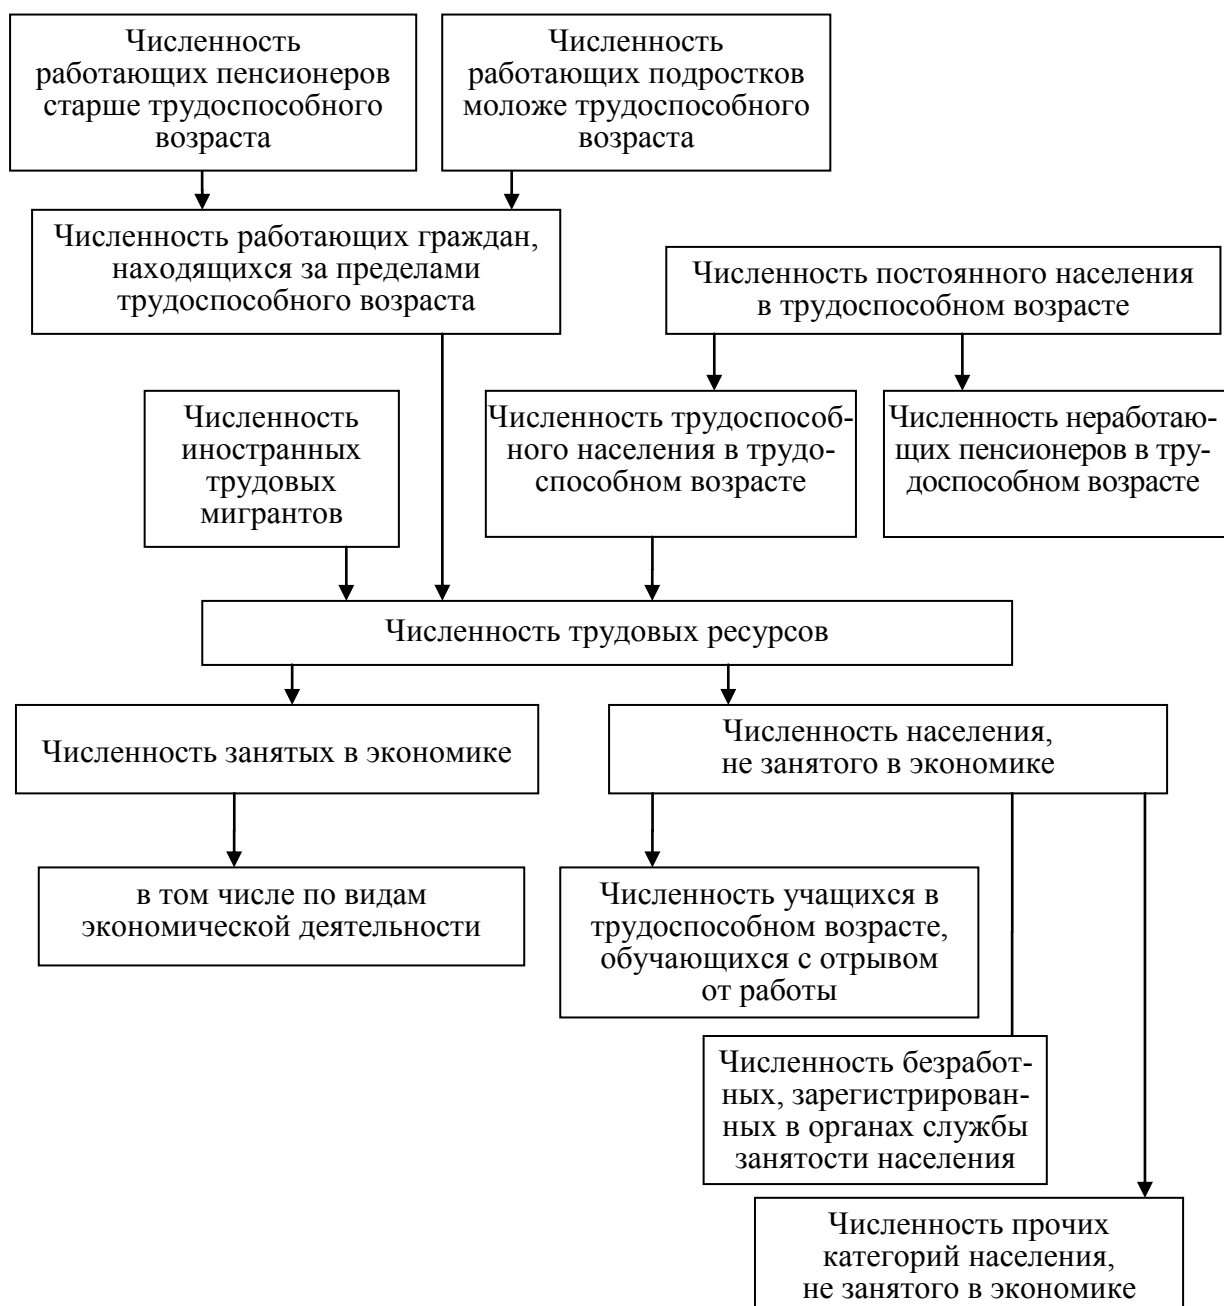 Численность
работающих пенсионеров
старше трудоспособного
возраста
Численность
работающих подростков
моложе трудоспособного
возраста
Численность работающих граждан,
находящихся за пределами
трудоспособного возраста
Численность постоянного населения
в трудоспособном возрасте
Численность
иностранных
трудовых
мигрантов
Численность трудоспособ-
ного населения в трудо-
способном возрасте
Численность неработаю-
щих пенсионеров в тру-
доспособном возрасте
Численность трудовых ресурсов
Численность занятых в экономике
Численность населения,
не занятого в экономике
в том числе по видам
экономической деятельности
Численность учащихся в
трудоспособном возрасте,
обучающихся с отрывом
от работы
Численность безработ-
ных, зарегистрирован-
ных в органах службы
занятости населения
Численность прочих
категорий населения,
не занятого в экономике